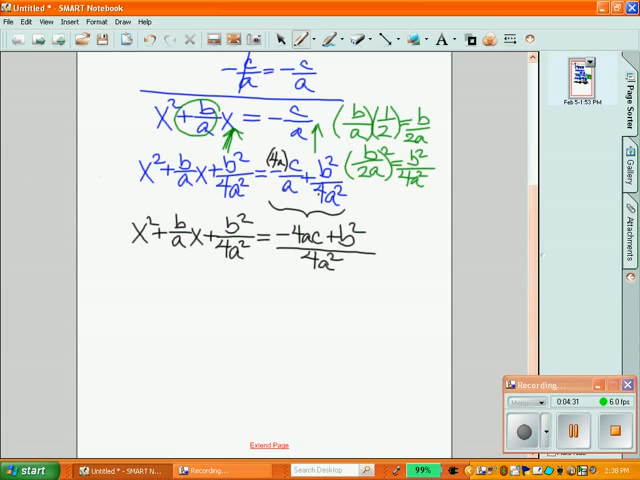 Untitled * - SMART Notebook
File Edit View Insert Format Draw Help
-c/a = -c/a
x² + b/a x = -c/a (b/a)(1/2) = b/2a
x² + b/a x + b²/4a² = (4a) -c/a + b²/4a² (b/2a)² = b²/4a²
x² + b/a x + b²/4a² = -4ac + b²/4a²
Extend Page
Feb 5-1:53 PM
Page Sorter
Gallery
Attachments
Recording...
Menu
0:04:31
6.0 fps
start
Untitled * - SMART N...
Recording...
Search Desktop
99%
2:38 PM